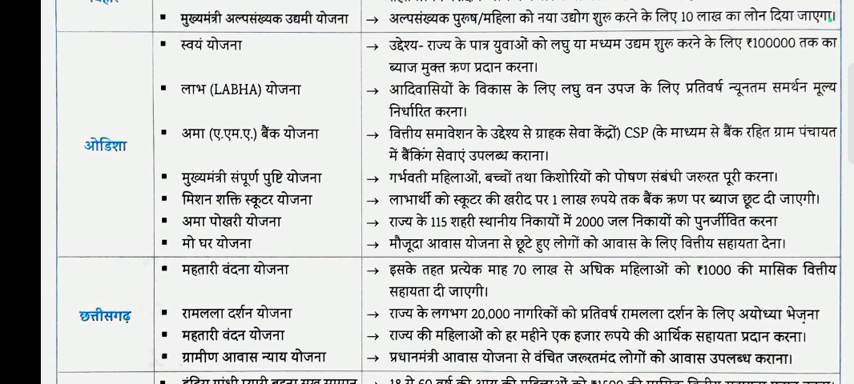 ▪ मुख्यमंत्री अल्पसंख्यक उद्यमी योजना → अल्पसंख्यक पुरुष/महिला को नया उद्योग शुरू करने के लिए 10 लाख का लोन दिया जाएगा।
▪ स्वयं योजना → उद्देश्य- राज्य के पात्र युवाओं को लघु या मध्यम उद्यम शुरू करने के लिए ₹100000 तक का
ब्याज मुक्त ऋण प्रदान करना।
▪ लाभ (LABHA) योजना → आदिवासियों के विकास के लिए लघु वन उपज के लिए प्रतिवर्ष न्यूनतम समर्थन मूल्य
निर्धारित करना।
▪ अमा (ए.एम.ए.) बैंक योजना → वित्तीय समावेशन के उद्देश्य से ग्राहक सेवा केंद्रों) CSP (के माध्यम से बैंक रहित ग्राम पंचायत
ओडिशा
में बैंकिंग सेवाएं उपलब्ध कराना।
▪ मुख्यमंत्री संपूर्ण पुष्टि योजना → गर्भवती महिलाओं, बच्चों तथा किशोरियों को पोषण संबंधी जरूरत पूरी करना।
▪ मिशन शक्ति स्कूटर योजना → लाभार्थी को स्कूटर की खरीद पर 1 लाख रूपये तक बैंक ऋण पर ब्याज छूट दी जाएगी।
▪ अमा पोखरी योजना → राज्य के 115 शहरी स्थानीय निकायों में 2000 जल निकायों को पुनर्जीवित करना
▪ मो घर योजना → मौजूदा आवास योजना से छूटे हुए लोगों को आवास के लिए वित्तीय सहायता देना।
▪ महतारी वंदना योजना → इसके तहत प्रत्येक माह 70 लाख से अधिक महिलाओं को ₹1000 की मासिक वित्तीय
सहायता दी जाएगी।
छत्तीसगढ़
▪ रामलला दर्शन योजना → राज्य के लगभग 20,000 नागरिकों को प्रतिवर्ष रामलला दर्शन के लिए अयोध्या भेजना
▪ महतारी वंदन योजना → राज्य की महिलाओं को हर महीने एक हजार रूपये की आर्थिक सहायता प्रदान करना।
▪ ग्रामीण आवास न्याय योजना → प्रधानमंत्री आवास योजना से वंचित जरूरतमंद लोगों को आवास उपलब्ध कराना।